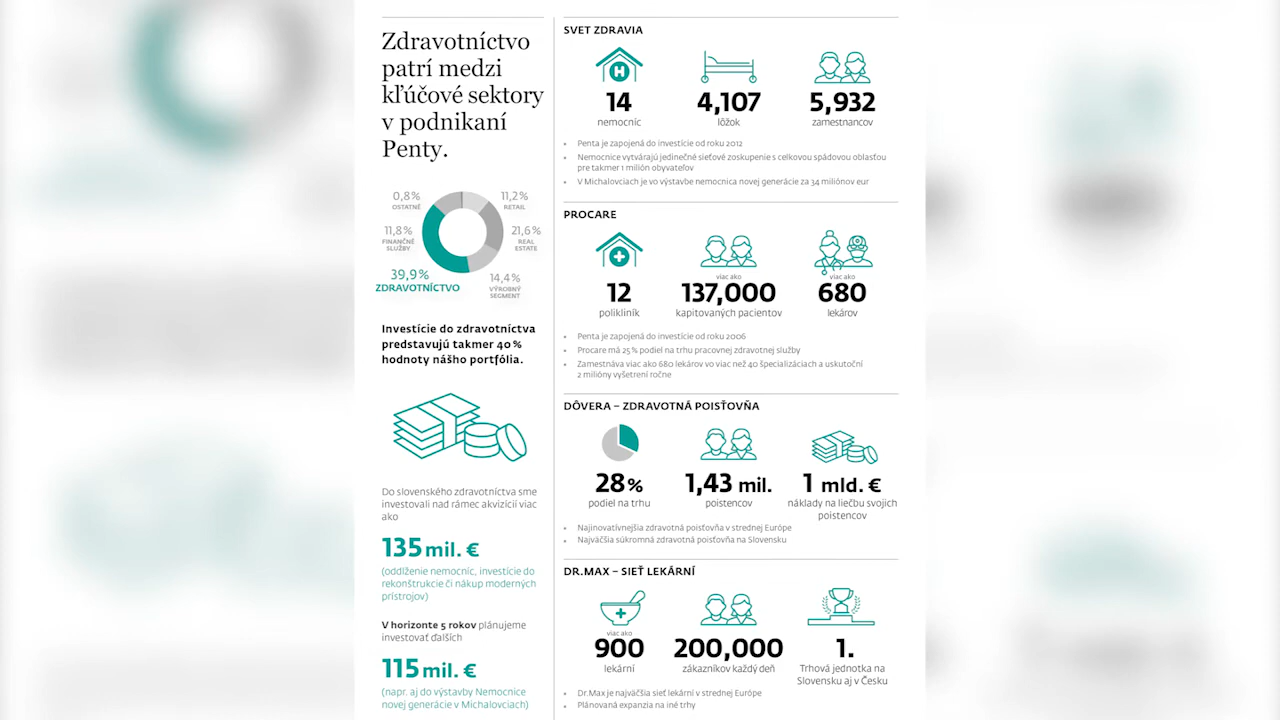 Zdravotníctvo
patrí medzi
kľúčové sektory
v podnikaní
Penty.
0,8%
OSTATNÉ
11,2%
RETAIL
11,8%
FINANČNÉ
SLUŽBY
21,6%
REAL
ESTATE
39,9%
ZDRAVOTNÍCTVO
14,4%
VÝROBNÝ
SEGMENT
Investície do zdravotníctva
predstavujú takmer 40%
hodnoty nášho portfólia.
Do slovenského zdravotníctva sme
investovali nad rámec akvizícií viac
ako
135 mil. €
(oddlženie nemocníc, investície do
rekonštrukcie či nákup moderných
prístrojov)
V horizonte 5 rokov plánujeme
investovať ďalších
115 mil. €
(napr. aj do výstavby Nemocnice
novej generácie v Michalovciach)
SVET ZDRAVIA
H
14
nemocníc
4,107
lôžok
5,932
zamestnancov
• Penta je zapojená do investície od roku 2012
• Nemocnice vytvárajú jedinečné sieťové zoskupenie s celkovou spádovou oblasťou
pre takmer 1 milión obyvateľov
• V Michalovciach je vo výstavbe nemocnica novej generácie za 34 miliónov eur
PROCARE
12
polikliník
viac ako
137,000
kapitovaných pacientov
viac ako
680
lekárov
• Penta je zapojená do investície od roku 2006
• Procare má 25% podiel na trhu pracovnej zdravotnej služby
• Zamestnáva viac ako 680 lekárov vo viac než 40 špecializáciach a uskutoční
2 milióny vyšetrení ročne
DÔVERA – ZDRAVOTNÁ POISŤOVŇA
28%
podiel na trhu
1,43 mil.
poistencov
1 mld. €
náklady na liečbu svojich
poistencov
• Najinovatívnejšia zdravotná poisťovňa v strednej Európe
• Najväčšia súkromná zdravotná poisťovňa na Slovensku
DR.MAX – SIEŤ LEKÁRNÍ
viac ako
900
lekární
200,000
zákazníkov každý deň
1.
Trhová jednotka na
Slovensku aj v Česku
• Dr.Max je najväčšia sieť lekární v strednej Európe
• Plánovaná expanzia na iné trhy